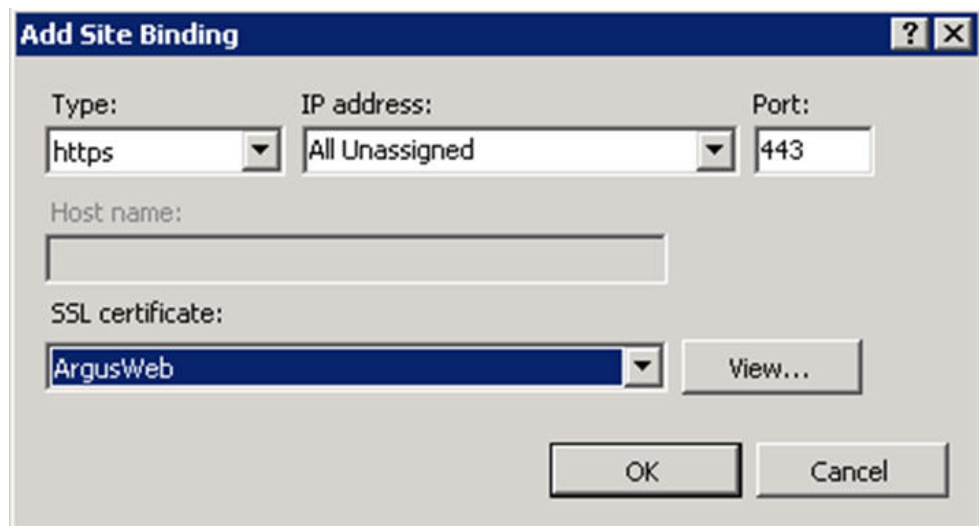 Add Site Binding
Type: IP address: Port:
https All Unassigned 443
Host name:
SSL certificate:
ArgusWeb View...
OK Cancel